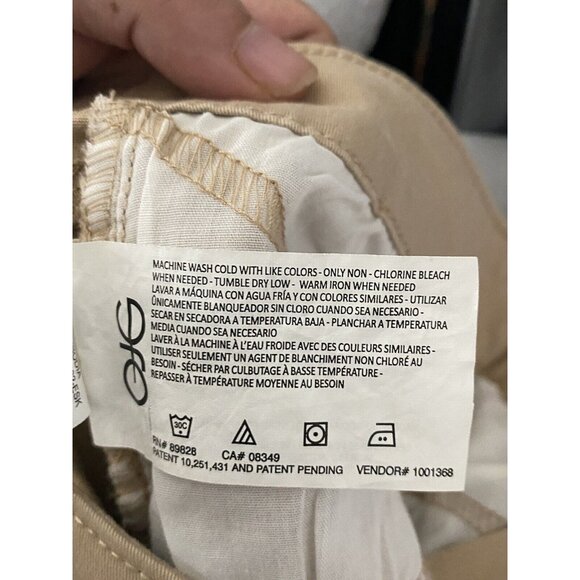 MACHINE WASH COLD WITH LIKE COLORS - ONLY NON - CHLORINE BLEACH
WHEN NEEDED - TUMBLE DRY LOW - WARM IRON WHEN NEEDED
LAVAR A MÁQUINA CON AGUA FRÍA Y CON COLORES SIMILARES - UTILIZAR
ÚNICAMENTE BLANQUEADOR SIN CLORO CUANDO SEA NECESARIO -
SECAR EN SECADORA A TEMPERATURA BAJA - PLANCHAR A TEMPERATURA
MEDIA CUANDO SEA NECESARIO
LAVER À LA MACHINE À L'EAU FROIDE AVEC DES COULEURS SIMILAIRES -
UTILISER SEULEMENT UN AGENT DE BLANCHIMENT NON CHLORÉ AU
BESOIN - SÉCHER PAR CULBUTAGE À BASSE TEMPÉRATURE -
REPASSER À TEMPÉRATURE MOYENNE AU BESOIN
30C
RN# 89828 CA# 08349
PATENT 10,251,431 AND PATENT PENDING VENDOR# 1001368